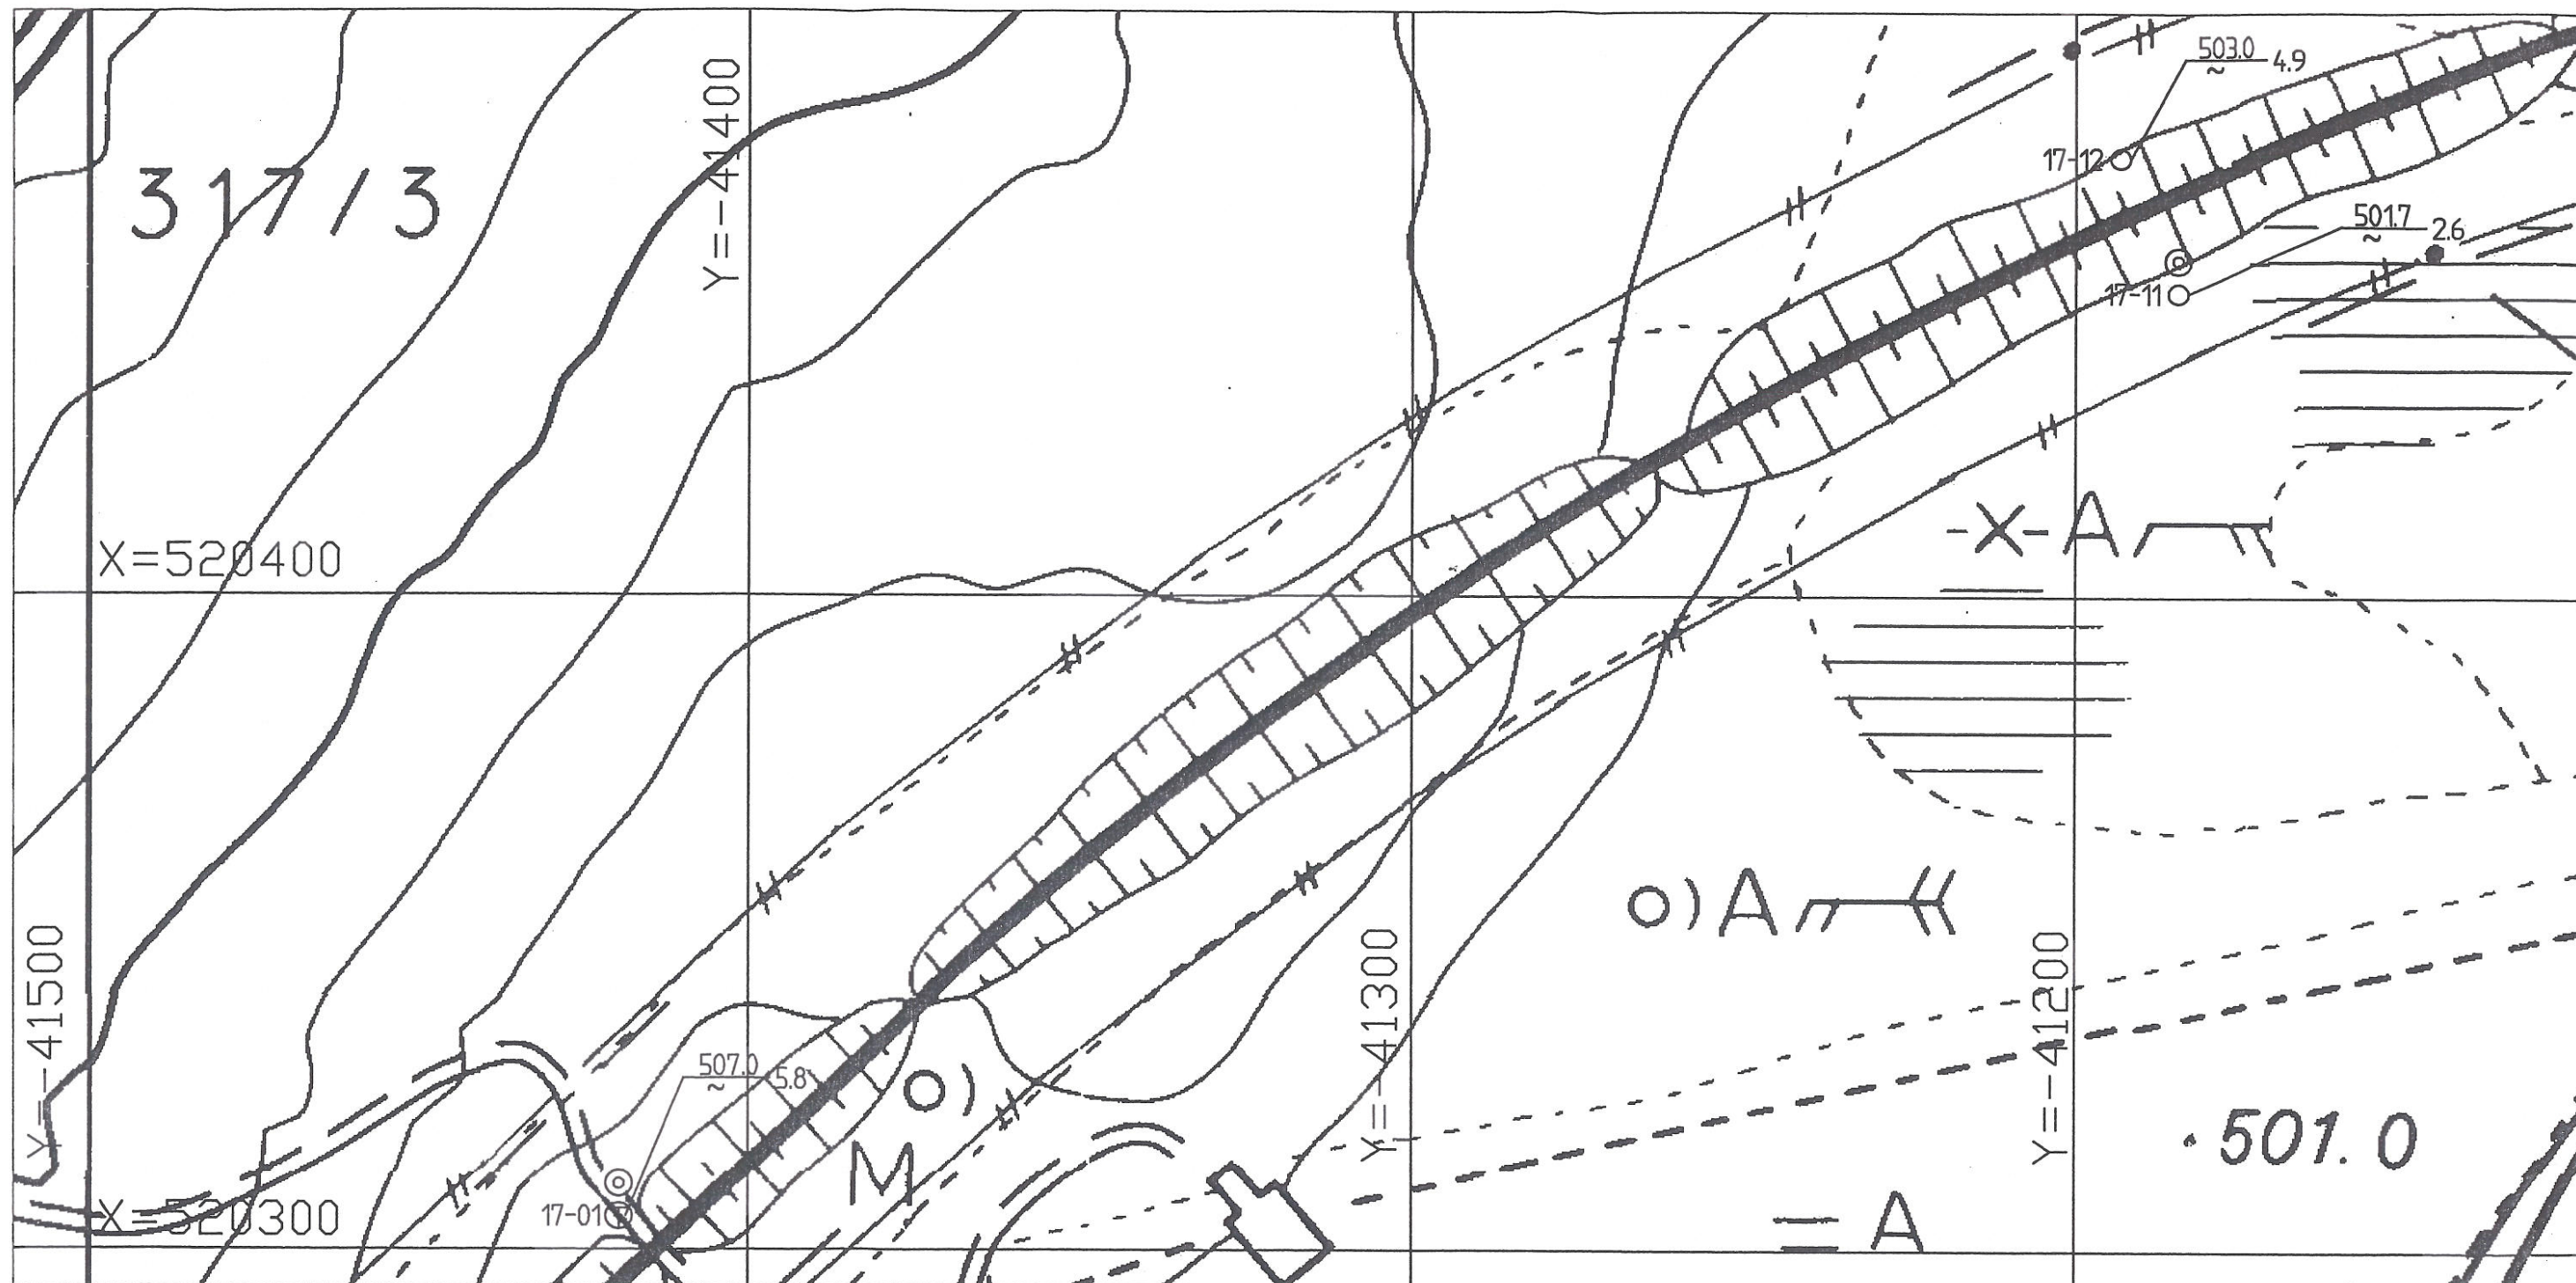 503.0 4.9
Y=-41400
17-12
317/3
501.7 2.6
17-11
-X-A
X=520400
O) A
Y=-41500
Y=-41300
Y=-41200
507.0 5.8
O)
M
501.0
17-01
X=520300
= A